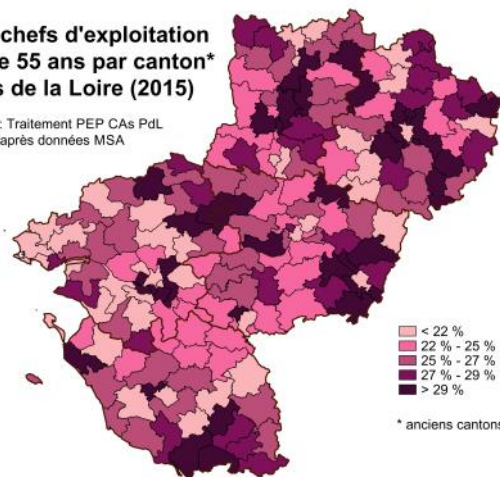 chefs d'exploitation
e 55 ans par canton*
s de la Loire (2015)
: Traitement PEP CAs PdL
après données MSA
< 22 %
22 % - 25 %
25 % - 27 %
27 % - 29 %
> 29 %
* anciens cantons